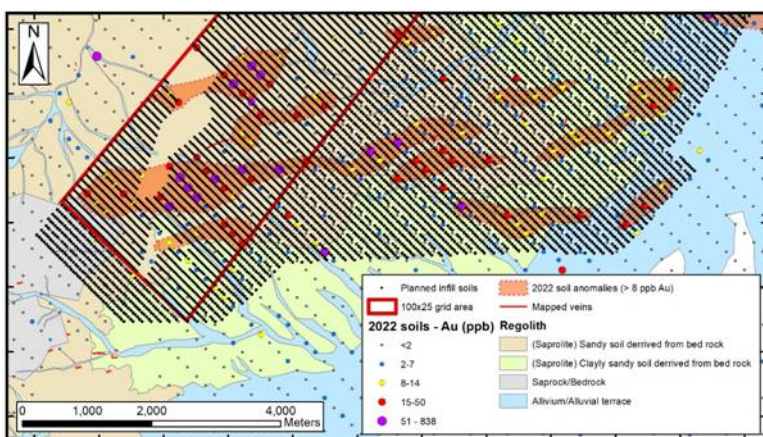 N
Planned infill soils
100x25 grid area
2022 soils - Au (ppb)
<2
2-7
8-14
15-50
51 - 838
2022 soil anomalies (> 8 ppb Au)
Mapped veins
Regolith
(Saprolite) Sandy soil derived from bed rock
(Saprolite) Clayly sandy soil derrived from bed rock
Saprock/Bedrock
Allivium/Alluvial terrace
0 1,000 2,000 4,000
Meters